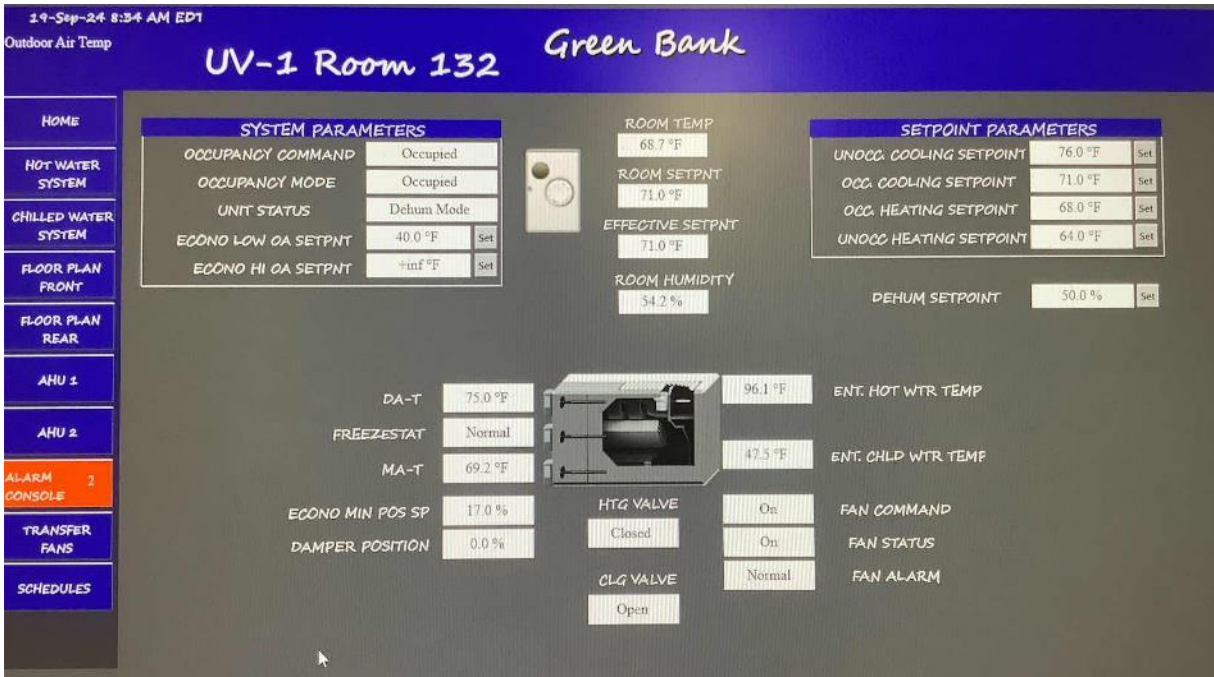 19-Sep-24 8:34 AM EDT
Outdoor Air Temp
UV-1 Room 132
Green Bank
HOME
HOT WATER
SYSTEM
CHILLED WATER
SYSTEM
FLOOR PLAN
FRONT
FLOOR PLAN
REAR
AHU 1
AHU 2
ALARM 2
CONSOLE
TRANSFER
FANS
SCHEDULES
SYSTEM PARAMETERS
OCCUPANCY COMMAND Occupied
OCCUPANCY MODE Occupied
UNIT STATUS Dehum Mode
ECONO LOW OA SETPNT 40.0 °F Set
ECONO HI OA SETPNT +inf °F Set
ROOM TEMP
68.7 °F
ROOM SETPNT
71.0 °F
EFFECTIVE SETPNT
71.0 °F
ROOM HUMIDITY
54.2 %
SETPOINT PARAMETERS
UNOCC. COOLING SETPOINT 76.0 °F Set
OCC. COOLING SETPOINT 71.0 °F Set
OCC. HEATING SETPOINT 68.0 °F Set
UNOCC HEATING SETPOINT 64.0 °F Set
DEHUM SETPOINT 50.0 % Set
DA-T 75.0 °F
FREEZESTAT Normal
MA-T 69.2 °F
ECONO MIN POS SP 17.0 %
DAMPER POSITION 0.0 %
HTG VALVE
Closed
CLG VALVE
Open
96.1 °F ENT. HOT WTR TEMP
47.5 °F ENT. CHLD WTR TEMP
On FAN COMMAND
On FAN STATUS
Normal FAN ALARM